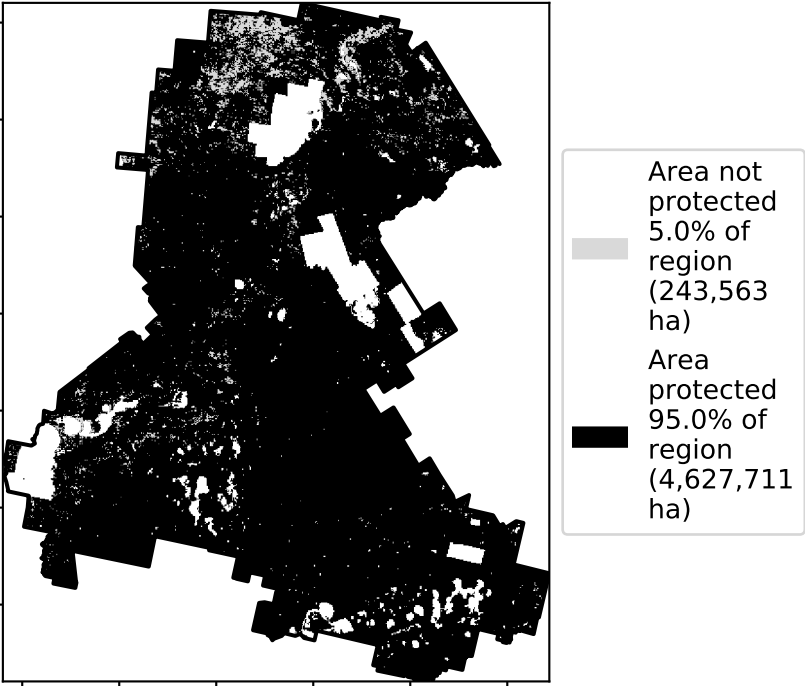 Area not
protected
5.0% of
region
(243,563
ha)
Area
protected
95.0% of
region
(4,627,711
ha)